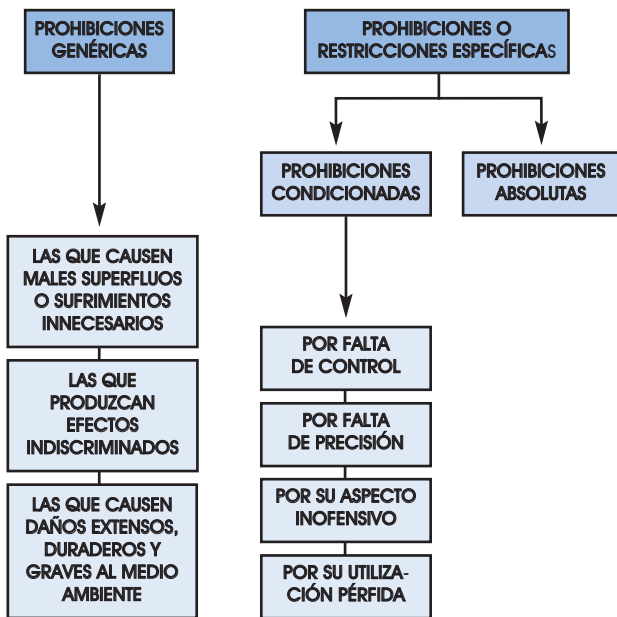 PROHIBICIONES
GENÉRICAS
LAS QUE CAUSEN
MALES SUPERFLUOS
O SUFRIMIENTOS
INNECESARIOS
LAS QUE
PRODUZCAN
EFECTOS
INDISCRIMINADOS
LAS QUE CAUSEN
DAÑOS EXTENSOS,
DURADEROS Y
GRAVES AL MEDIO
AMBIENTE
PROHIBICIONES O
RESTRICCIONES ESPECÍFICAS
PROHIBICIONES
CONDICIONADAS
POR FALTA
DE CONTROL
POR FALTA
DE PRECISIÓN
POR SU ASPECTO
INOFENSIVO
POR SU UTILIZA-
CIÓN PÉRFIDA
PROHIBICIONES
ABSOLUTAS